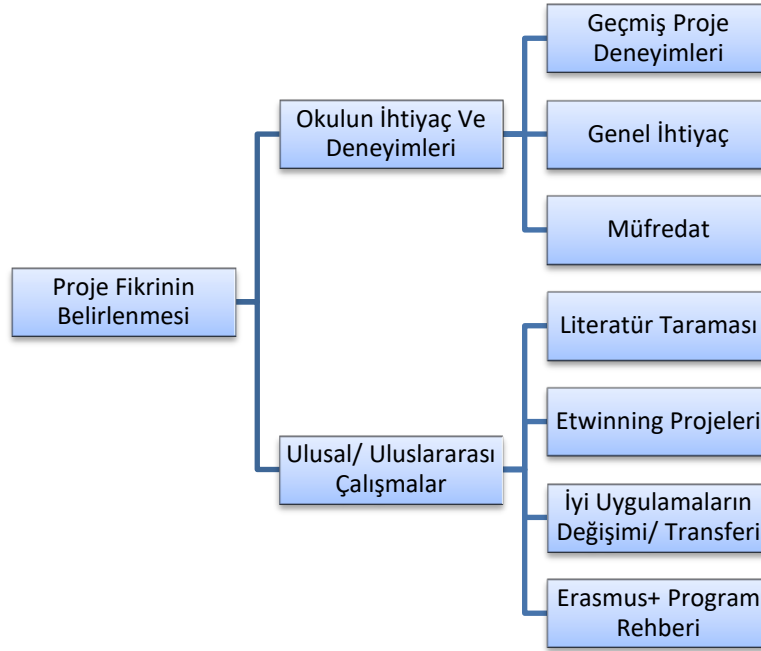 Proje Fikrinin
Belirlenmesi
Okulun İhtiyaç Ve
Deneyimleri
Geçmiş Proje
Deneyimleri
Genel İhtiyaç
Müfredat
Ulusal/ Uluslararası
Çalışmalar
Literatür Taraması
Etwinning Projeleri
İyi Uygulamaların
Değişimi/ Transferi
Erasmus+ Program
Rehberi